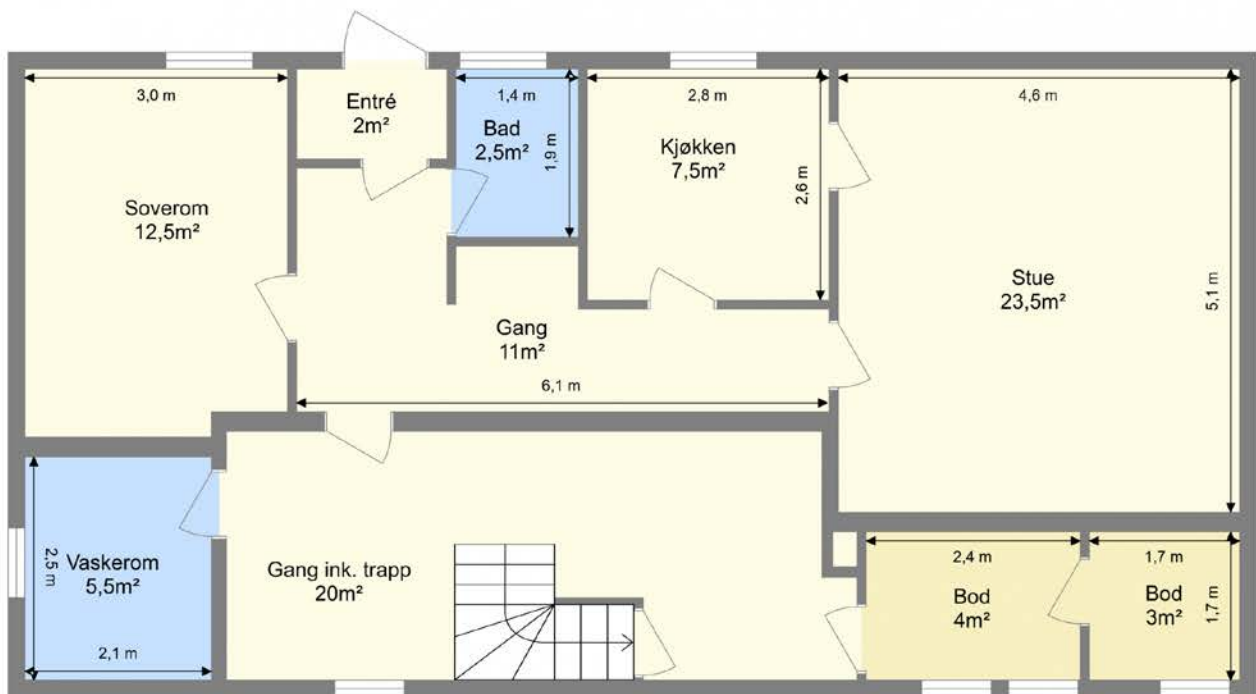 3,0 m
Entré
2m²
1,4 m
Bad
2,5m²
1,9 m
2,8 m
Kjøkken
7,5m²
2,6 m
4,6 m
Soverom
12,5m²
Stue
23,5m²
5,1 m
Gang
11m²
6,1 m
2,5 m
Vaskerom
5,5m²
2,1 m
Gang ink. trapp
20m²
2,4 m
Bod
4m²
1,7 m
Bod
3m²
1,7 m